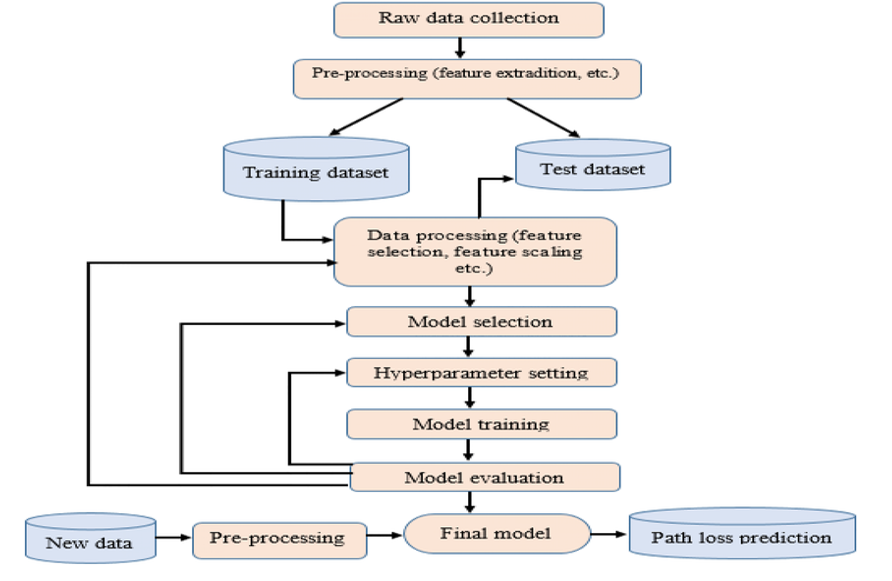 Raw data collection
Pre-processing (feature extradition, etc.)
Training dataset
Test dataset
Data processing (feature
selection, feature scaling
etc.)
Model selection
Hyperparameter setting
Model training
Model evaluation
New data
Pre-processing
Final model
Path loss prediction